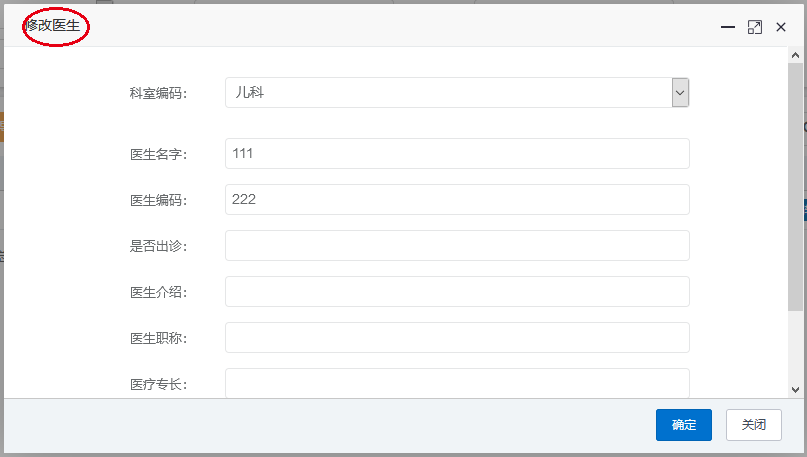 修改医生
科室编码: 儿科
医生名字: 111
医生编码: 222
是否出诊:
医生介绍:
医生职称:
医疗专长:
确定 关闭